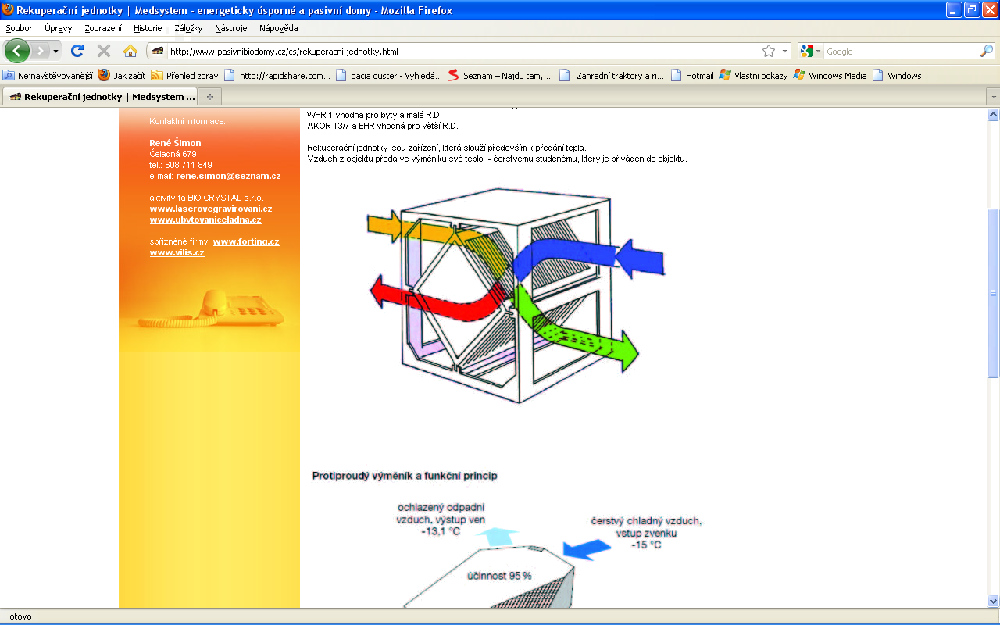 Rekuperační jednotky | Medsystem - energeticky úsporné a pasivní domy - Mozilla Firefox
Soubor Úpravy Zobrazení Historie Záložky Nástroje Nápověda
http://www.pasivnibiodomy.cz/cs/rekuperacni-jednotky.html
Google
Nejnavštěvovanější Jak začít Přehled zpráv http://rapidshare.com... dacia duster - Vyhledá... Seznam – Najdu tam, ... Zahradní traktory a ri... Hotmail Vlastní odkazy Windows Media Windows
Rekuperační jednotky | Medsystem ...
Kontaktní informace:
René Šimon
Čeladná 679
tel.: 608 711 849
e-mail: rene.simon@seznam.cz
aktivity fa.BIO CRYSTAL s.r.o.
www.laserovegravirovani.cz
www.ubytovaniceladna.cz
spřízněné firmy: www.forting.cz
www.vilis.cz
WHR 1 vhodná pro byty a malé R.D.
AKOR T3/7 a EHR vhodná pro větší R.D.
Rekuperační jednotky jsou zařízení, která slouží především k předání tepla.
Vzduch z objektu předá ve výměníku své teplo - čerstvému studenému, který je přiváděn do objektu.
Protiproudý výměník a funkční princip
ochlazený odpadní
vzduch, výstup ven
-13,1 °C
čerstvý chladný vzduch,
vstup zvenku
-15 °C
účinnost 95 %
Hotovo